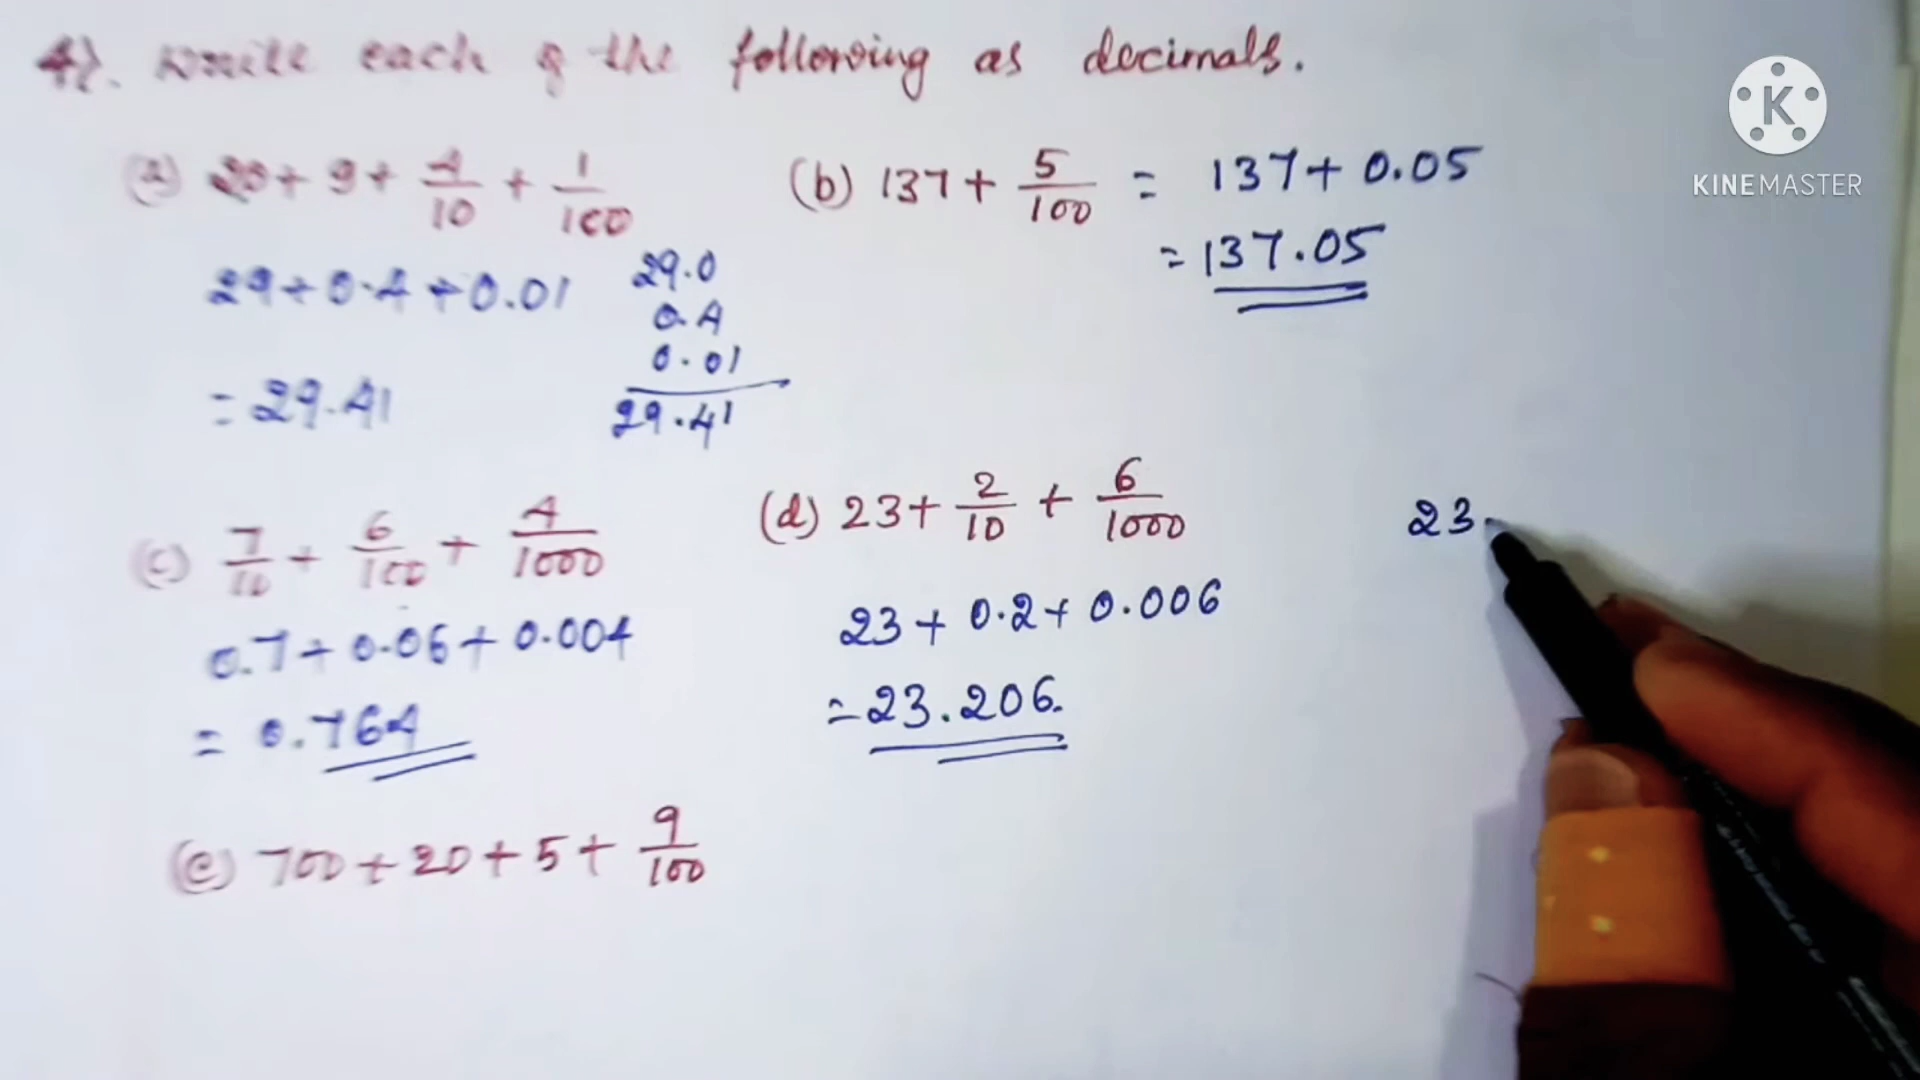 4). Write each of the following as decimals.
(a) 20 + 9 + 4/10 + 1/100
29 + 0.4 + 0.01
= 29.41
29.0
0.4
0.01
29.41
(b) 137 + 5/100 = 137 + 0.05
= 137.05
(c) 7/10 + 6/100 + 4/1000
0.7 + 0.06 + 0.004
= 0.764
(d) 23 + 2/10 + 6/1000
23 + 0.2 + 0.006
= 23.206.
23.
(e) 700 + 20 + 5 + 9/100
K
KINEMASTER